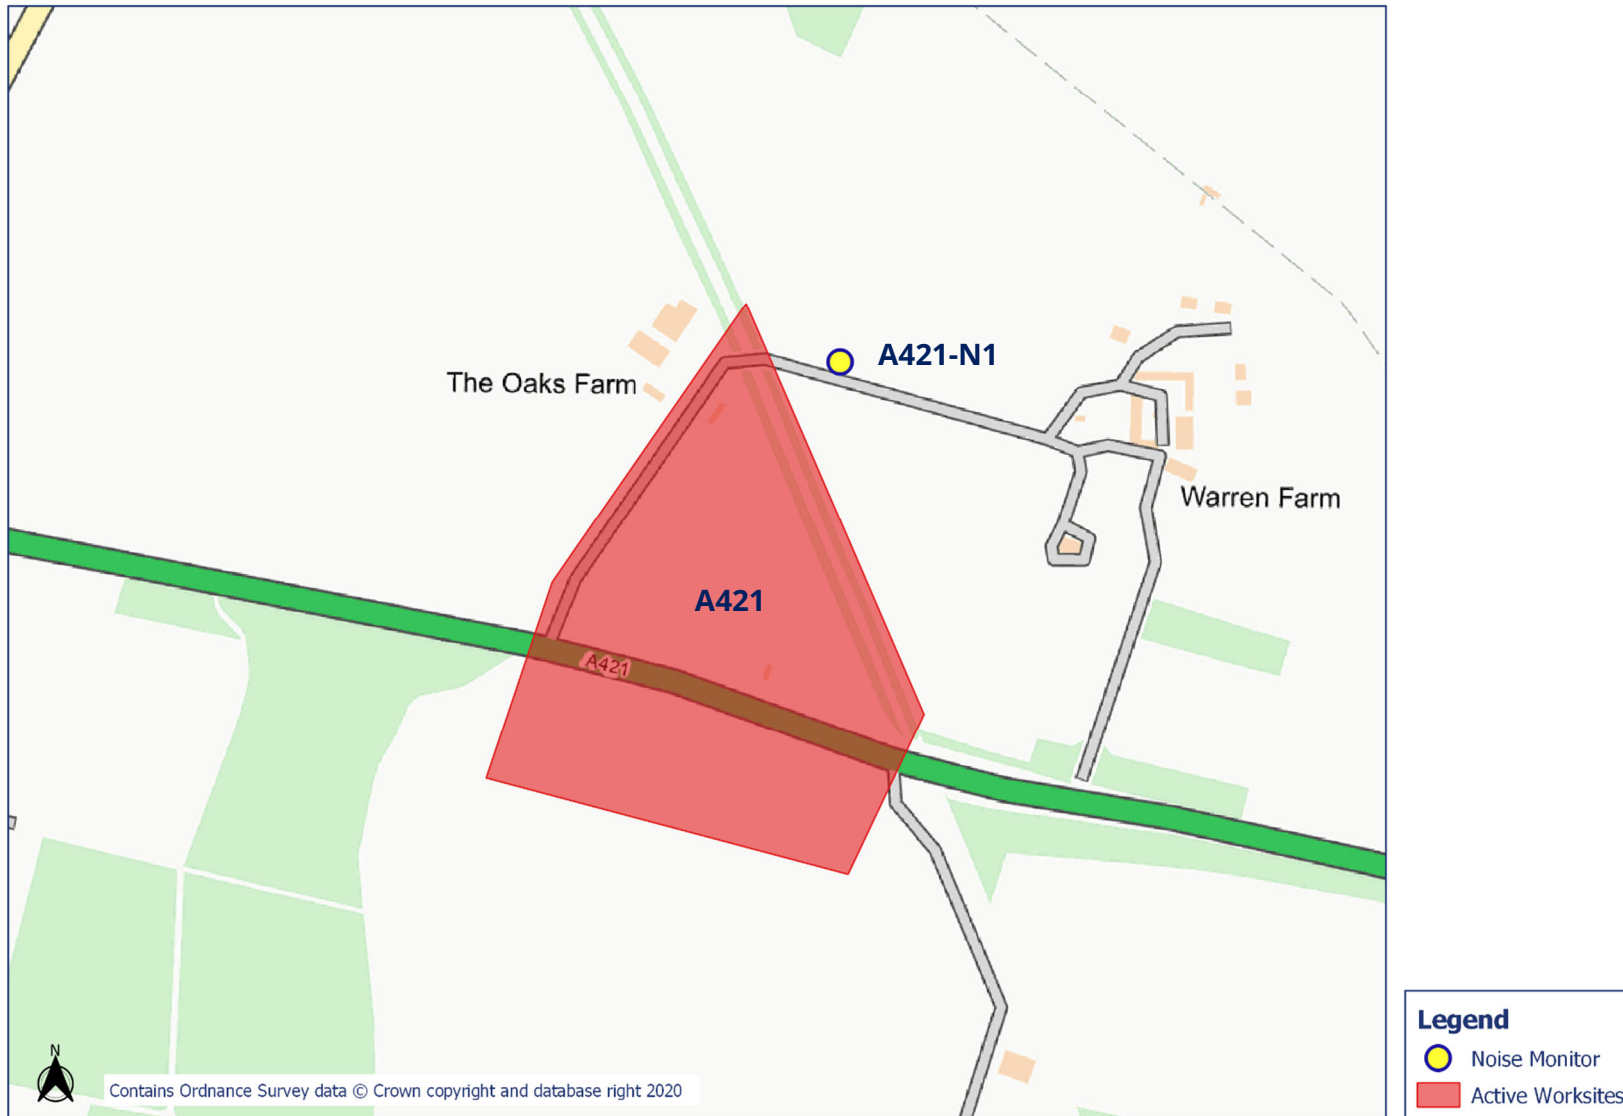 A421-N1
The Oaks Farm
Warren Farm
A421
A421
N
Contains Ordnance Survey data © Crown copyright and database right 2020
Legend
Noise Monitor
Active Worksites